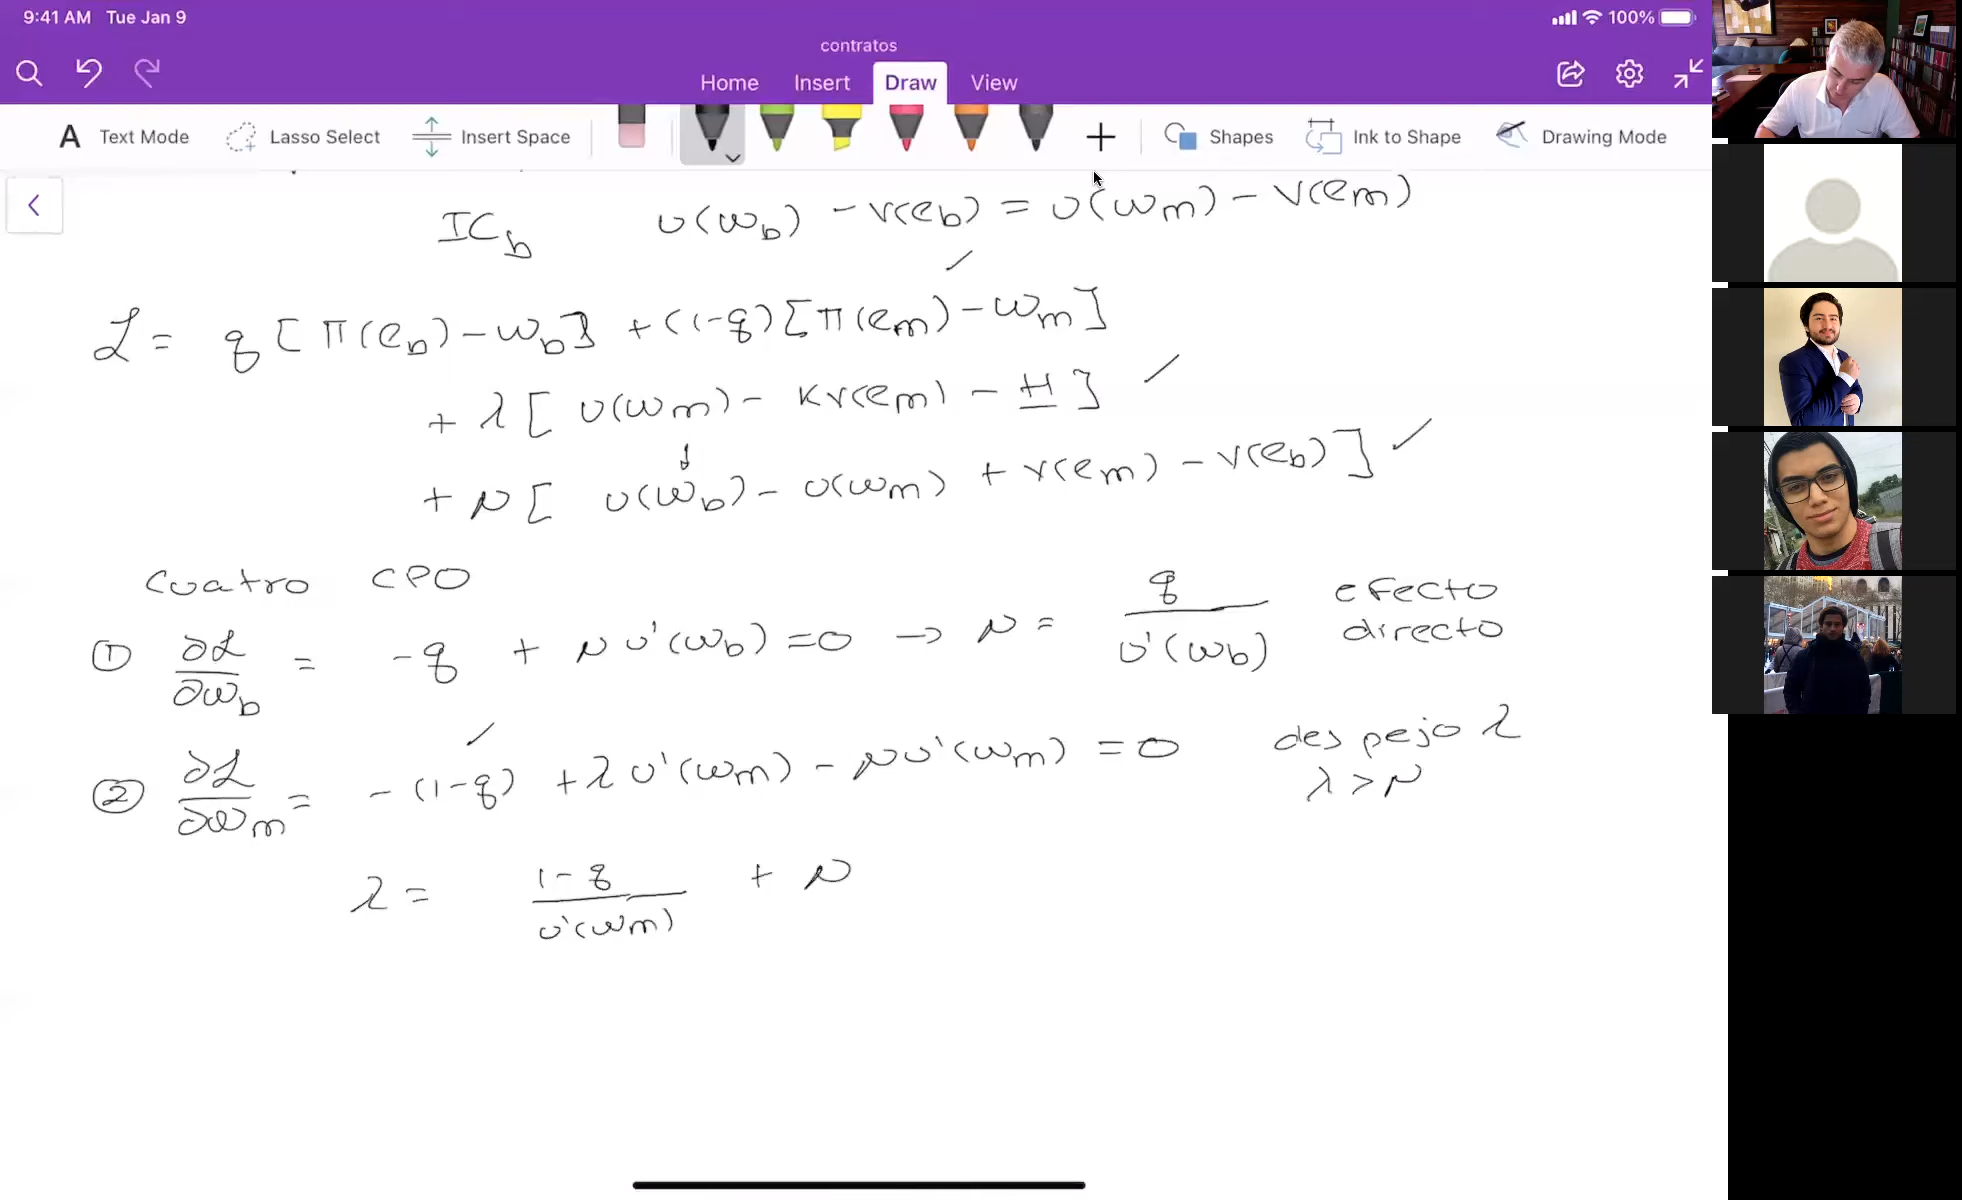 9:41 AM Tue Jan 9
100%
contratos
Home Insert Draw View
A Text Mode Lasso Select Insert Space Shapes Ink to Shape Drawing Mode
IC_b u(w_b) - v(e_b) = u(w_m) - v(e_m)
ℒ = q [π(e_b) - w_b] + (1-q) [π(e_m) - w_m] ✓
+ λ [u(w_m) - kv(e_m) - H] ✓
+ μ [u(w_b) - u(w_m) + v(e_m) - v(e_b)] ✓
cuatro CPO
① ∂ℒ/∂w_b = -q + μ u'(w_b) = 0 → μ = q/u'(w_b) efecto directo
② ∂ℒ/∂w_m = -(1-q) + λ u'(w_m) - μ u'(w_m) = 0 despejo λ
λ > μ
λ = (1-q)/u'(w_m) + μ